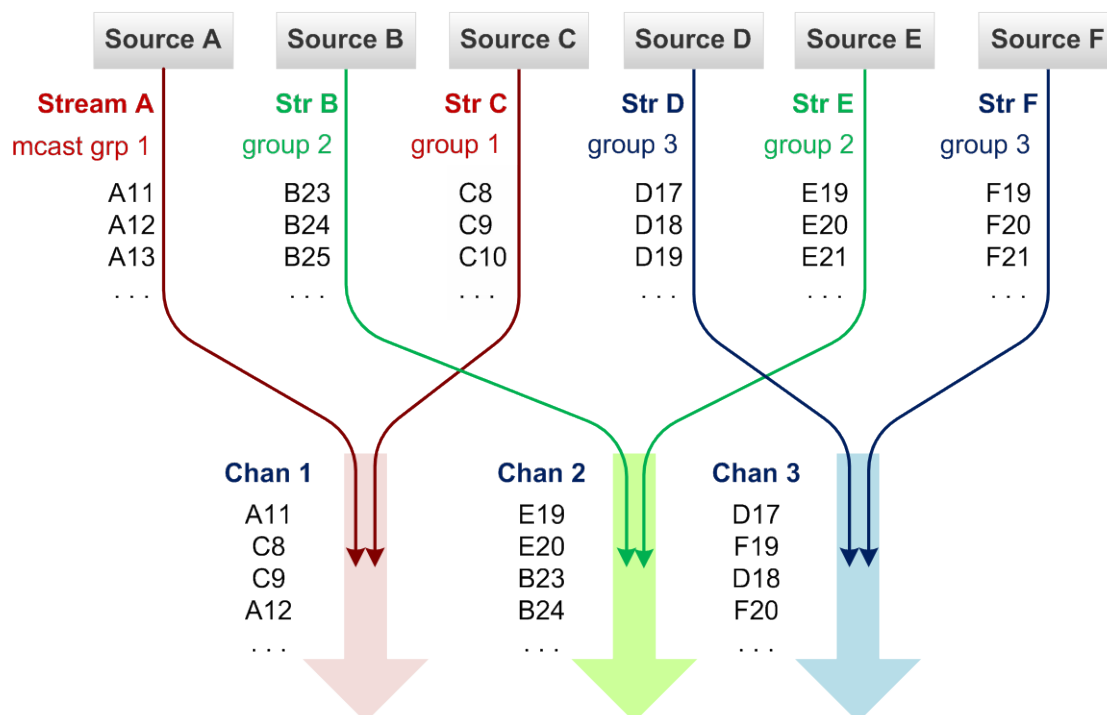 Source A
Source B
Source C
Source D
Source E
Source F
Stream A
mcast grp 1
A11
A12
A13
. . .
Str B
group 2
B23
B24
B25
. . .
Str C
group 1
C8
C9
C10
. . .
Str D
group 3
D17
D18
D19
. . .
Str E
group 2
E19
E20
E21
. . .
Str F
group 3
F19
F20
F21
. . .
Chan 1
A11
C8
C9
A12
. . .
Chan 2
E19
E20
B23
B24
. . .
Chan 3
D17
F19
D18
F20
. . .